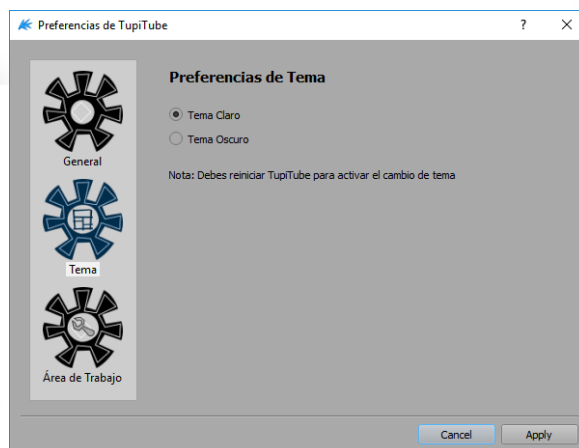 Preferencias de TupiTube
?
General
Tema
Área de Trabajo
Preferencias de Tema
Tema Claro
Tema Oscuro
Nota: Debes reiniciar TupiTube para activar el cambio de tema
Cancel
Apply